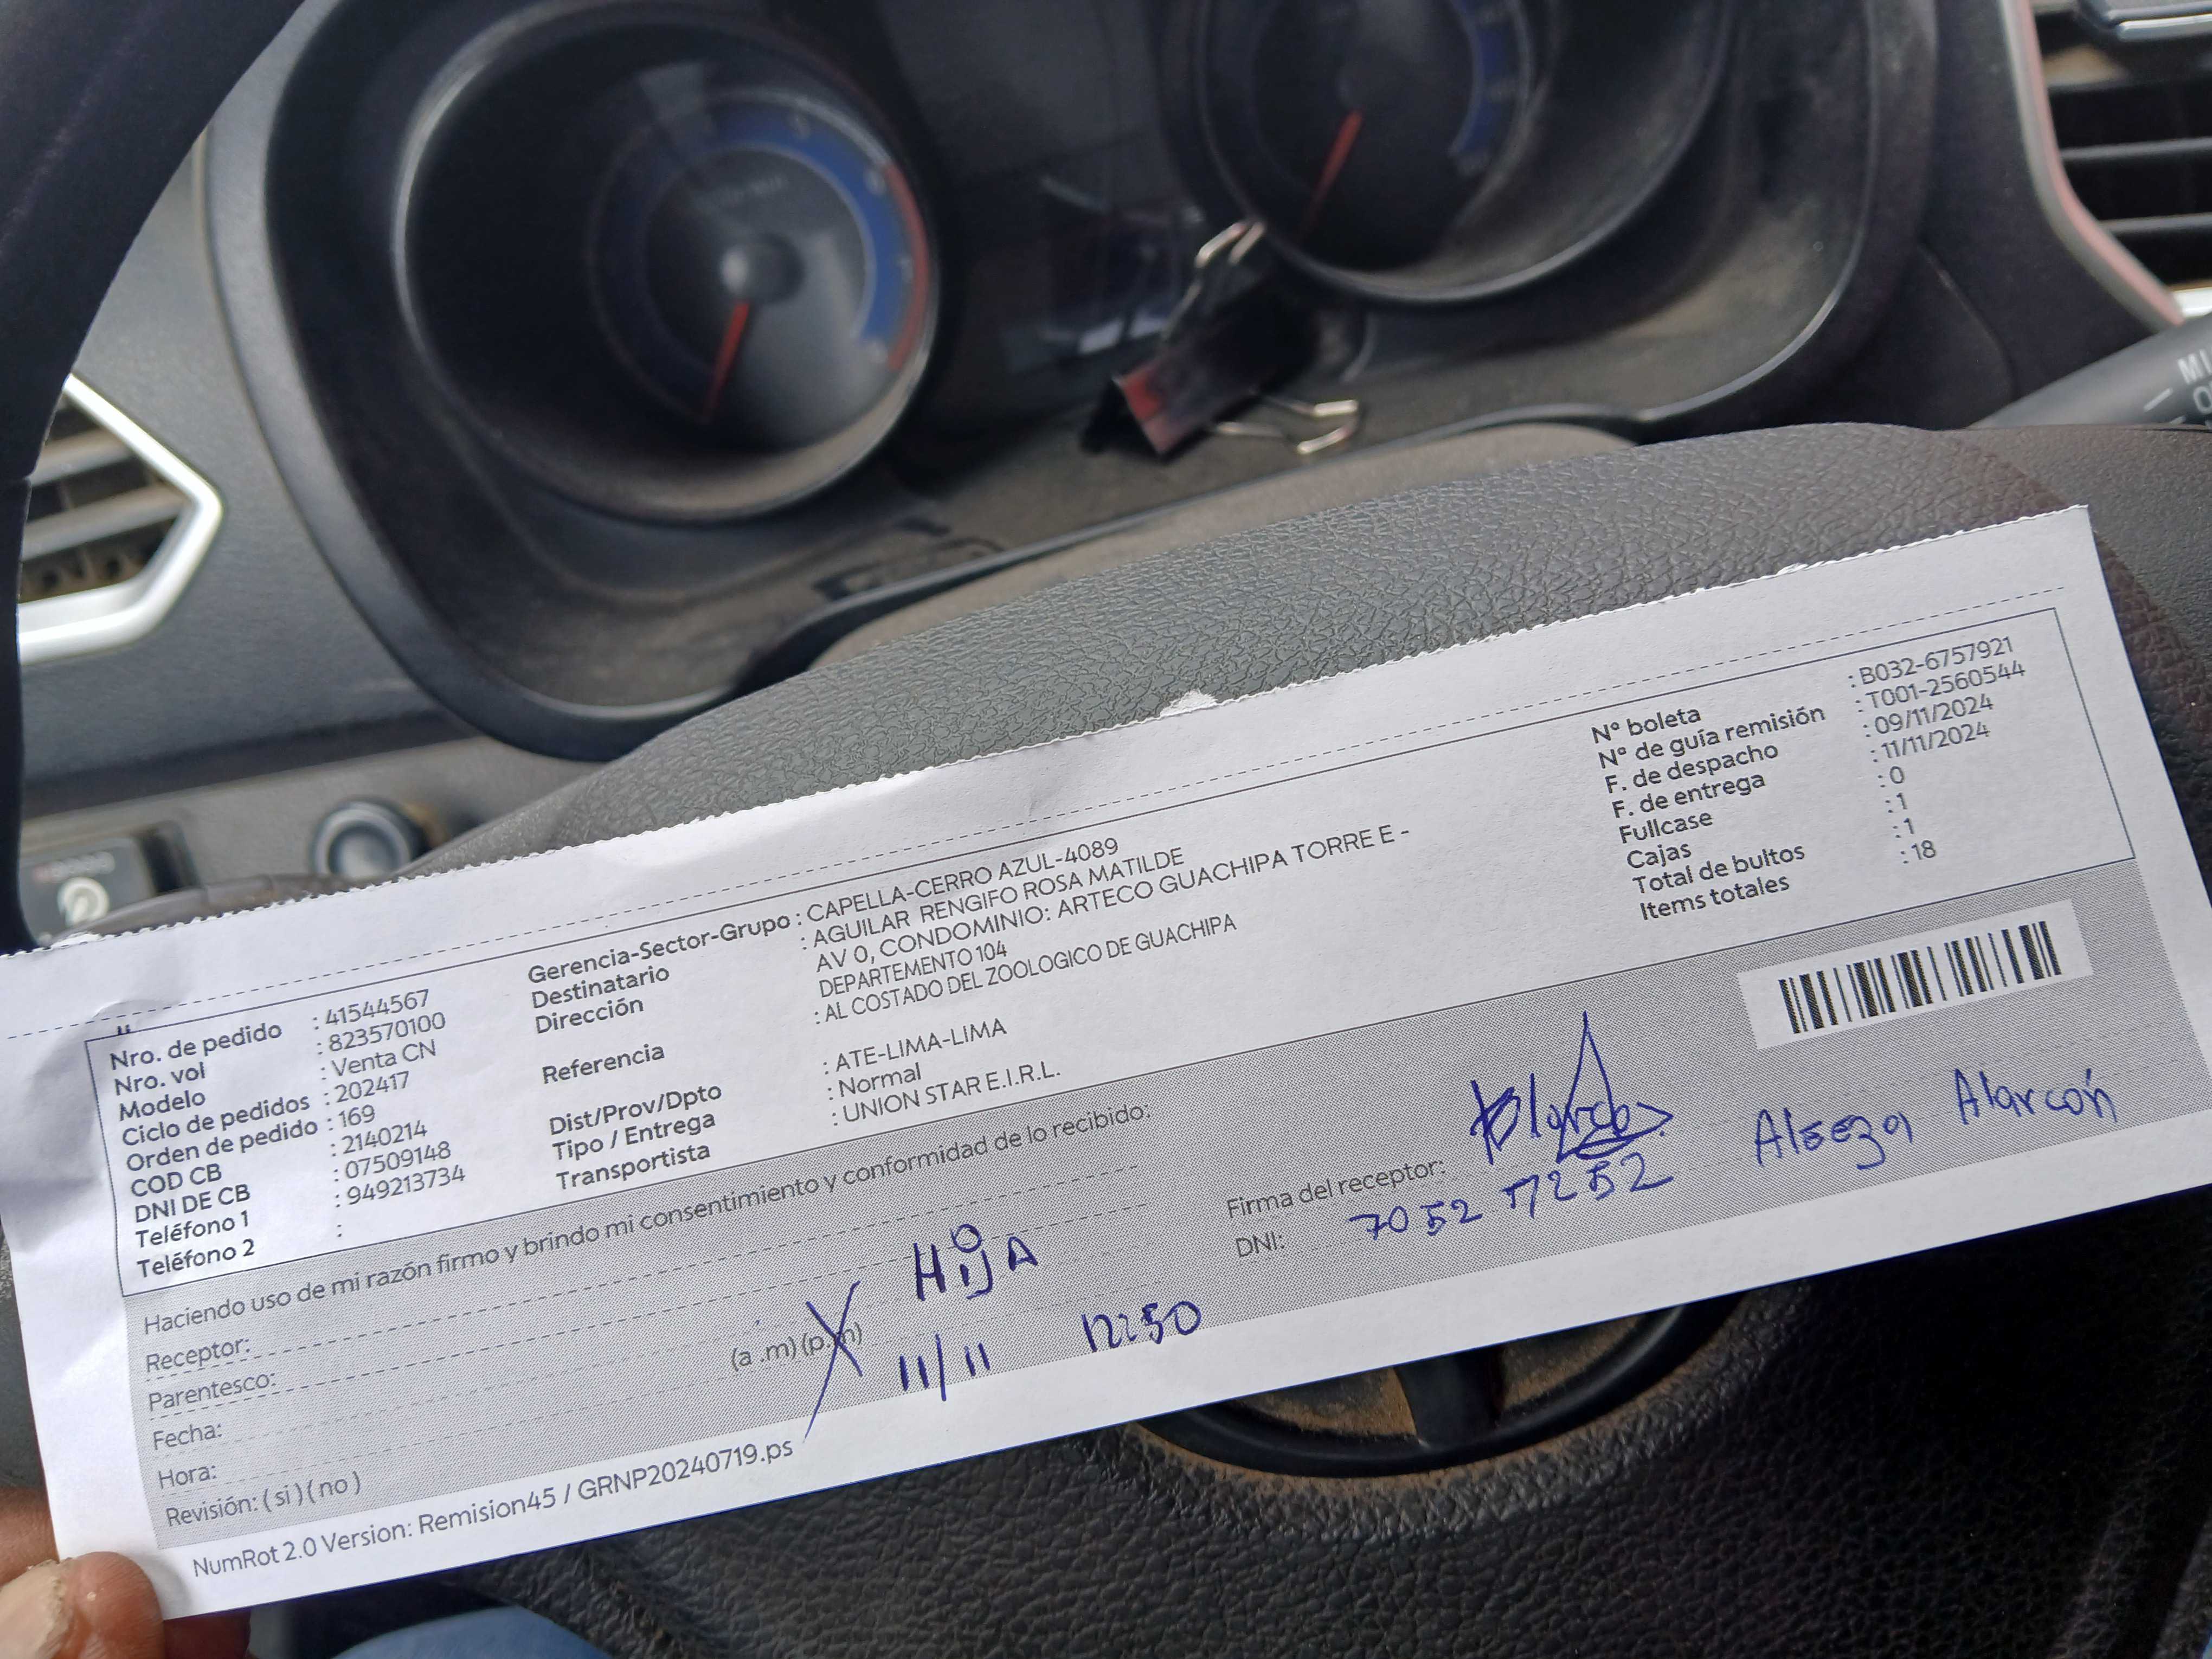 Nro. de pedido : 41544567
Nro. vol : 823570100
Modelo : Venta CN
Ciclo de pedidos : 202417
Orden de pedido : 169
COD CB : 2140214
DNI DE CB : 07509148
Teléfono 1 : 949213734
Teléfono 2 :
Gerencia-Sector-Grupo : CAPELLA-CERRO AZUL-4089
Destinatario : AGUILAR RENGIFO ROSA MATILDE
Dirección AV 0, CONDOMINIO: ARTECO GUACHIPA TORRE E -
DEPARTEMENTO 104
Referencia : AL COSTADO DEL ZOOLOGICO DE GUACHIPA
Dist/Prov/Dpto : ATE-LIMA-LIMA
Tipo / Entrega : Normal
Transportista : UNION STAR E.I.R.L.
N° boleta : B032-6757921
N° de guía remisión : T001-2560544
F. de despacho : 09/11/2024
F. de entrega : 11/11/2024
Fullcase : 0
Cajas : 1
Total de bultos : 1
Items totales : 18
Haciendo uso de mi razón firmo y brindo mi consentimiento y conformidad de lo recibido:
Receptor:
Parentesco: HIJA
Fecha: 11/11
Hora: (a .m) (p.m) 12:50
Revisión: ( si ) ( no )
Firma del receptor:
DNI: 70527252
Alarcón
NumRot 2.0 Version: Remision45 / GRNP20240719.ps